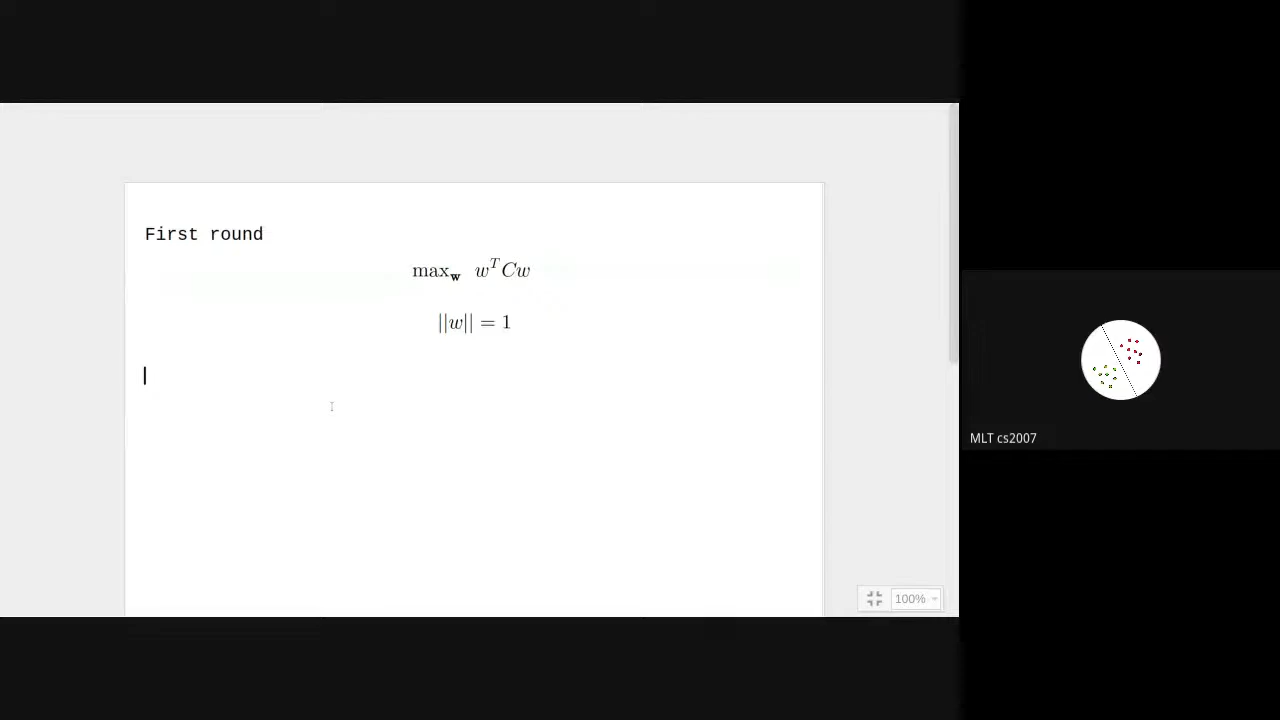 First round
max_w w^T Cw
||w|| = 1
MLT cs2007
100%